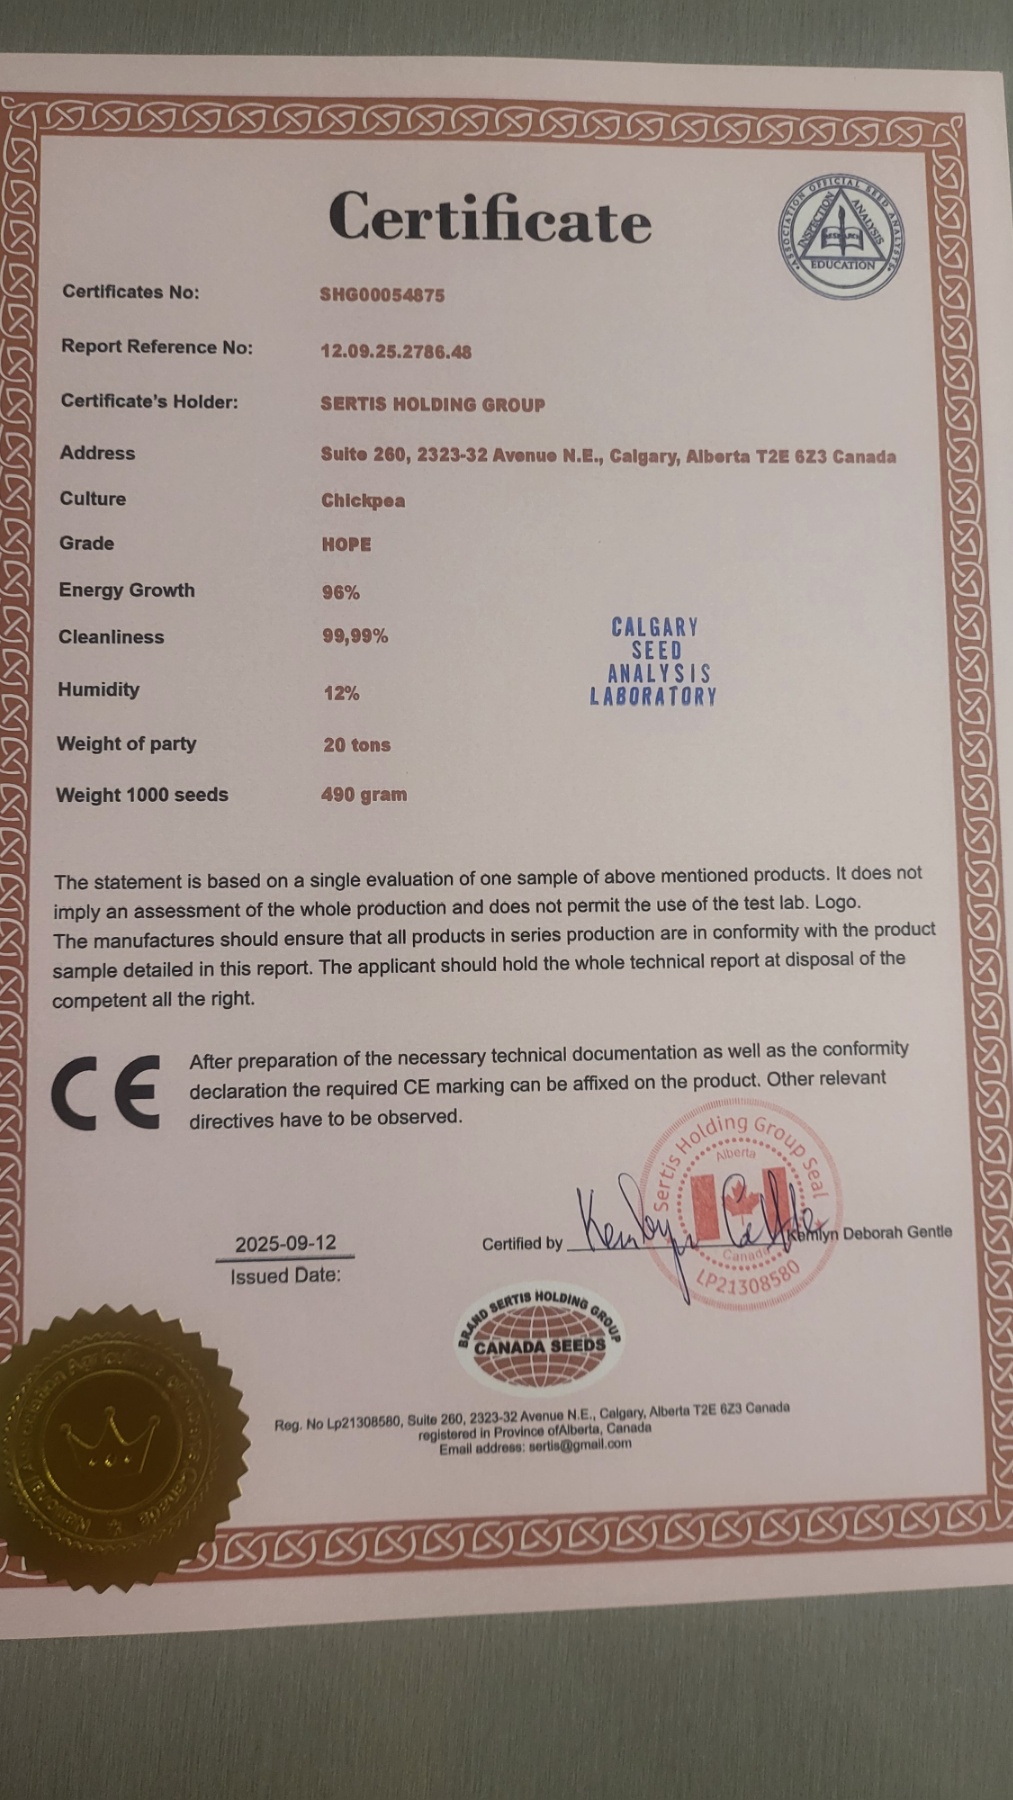 Certificate
ASSOCIATION OFFICIAL SEED ANALYSTS
INSPECTION
ANALYSIS
RESEARCH
EDUCATION
Certificates No: SHG00054875
Report Reference No: 12.09.25.2786.48
Certificate's Holder: SERTIS HOLDING GROUP
Address Suite 260, 2323-32 Avenue N.E., Calgary, Alberta T2E 6Z3 Canada
Culture Chickpea
Grade HOPE
Energy Growth 96%
Cleanliness 99,99%
Humidity 12%
Weight of party 20 tons
Weight 1000 seeds 490 gram
CALGARY
SEED
ANALYSIS
LABORATORY
The statement is based on a single evaluation of one sample of above mentioned products. It does not
imply an assessment of the whole production and does not permit the use of the test lab. Logo.
The manufactures should ensure that all products in series production are in conformity with the product
sample detailed in this report. The applicant should hold the whole technical report at disposal of the
competent all the right.
CE
After preparation of the necessary technical documentation as well as the conformity
declaration the required CE marking can be affixed on the product. Other relevant
directives have to be observed.
Sertis Holding Group Seal
Alberta
Canada
LP21308580
2025-09-12
Issued Date:
Certified by Kemlyn Deborah Gentle
BRAND SERTIS HOLDING GROUP
CANADA SEEDS
Reg. No Lp21308580, Suite 260, 2323-32 Avenue N.E., Calgary, Alberta T2E 6Z3 Canada
registered in Province ofAlberta, Canada
Email address: sertis@gmail.com